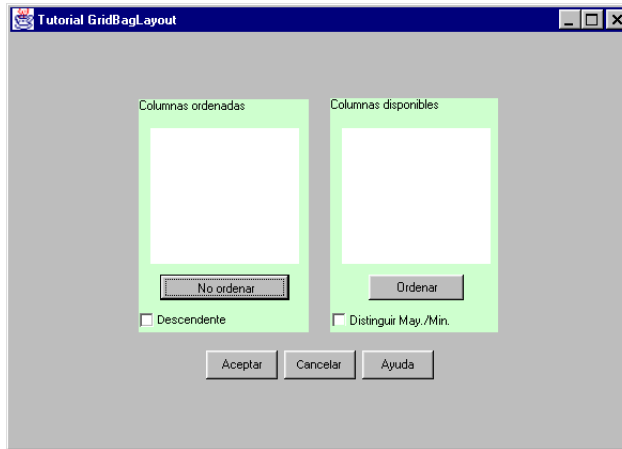 Tutorial GridBagLayout
Columnas ordenadas
Columnas disponibles
No ordenar
Ordenar
Descendente
Distinguir May./Min.
Aceptar
Cancelar
Ayuda